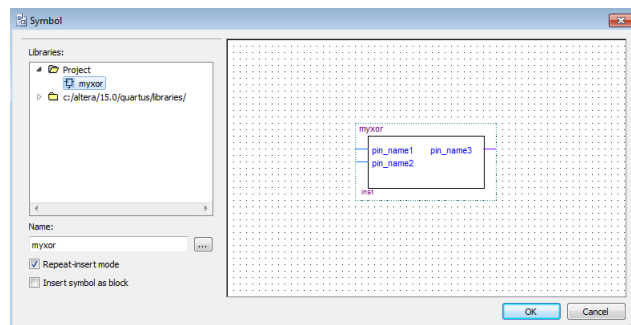 Symbol
Libraries:
Project
myxor
c:/altera/15.0/quartus/libraries/
myxor
pin_name1 pin_name3
pin_name2
inst
Name:
myxor
...
Repeat-insert mode
Insert symbol as block
OK Cancel